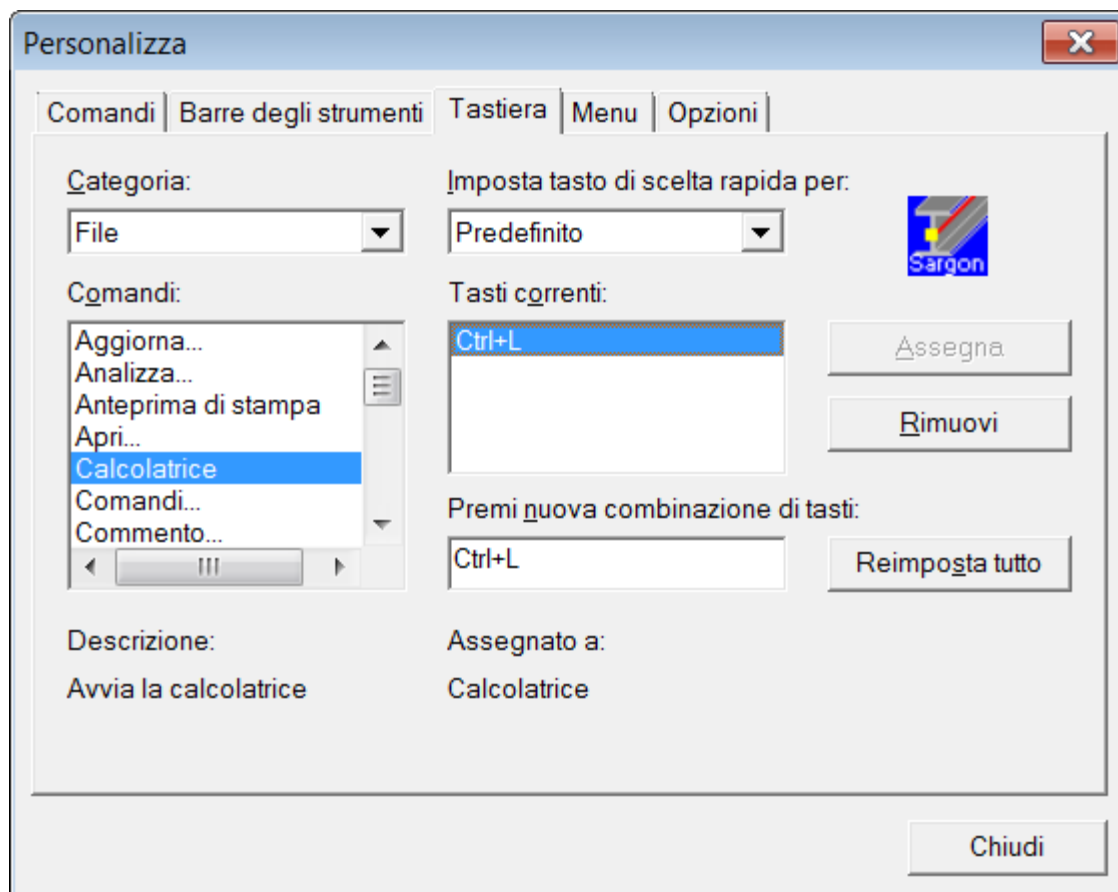 Personalizza
Comandi Barre degli strumenti Tastiera Menu Opzioni
Categoria:
File
Comandi:
Aggiorna...
Analizza...
Anteprima di stampa
Apri...
Calcolatrice
Comandi...
Commento...
Descrizione:
Avvia la calcolatrice
Imposta tasto di scelta rapida per:
Predefinito
Tasti correnti:
Ctrl+L
Premi nuova combinazione di tasti:
Ctrl+L
Assegnato a:
Calcolatrice
Sargon
Assegna
Rimuovi
Reimposta tutto
Chiudi